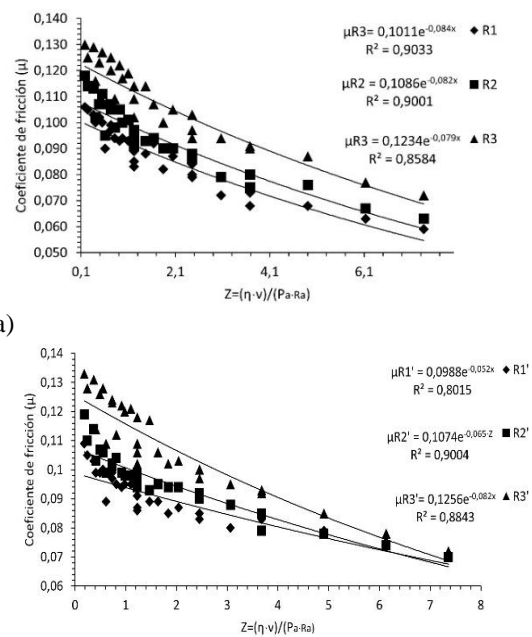 0,140
0,130
0,120
0,110
0,100
0,090
0,080
0,070
0,060
0,050
Coeficiente de fricción (μ)
0,1 2,1 4,1 6,1
Z=(η·ν)/(Pa·Ra)
μR3= 0,1011e-0,084x R1
R² = 0,9033
μR2 = 0,1086e-0,082x R2
R² = 0,9001
μR3 = 0,1234e-0,079x R3
R² = 0,8584
a)
0,14
0,13
0,12
0,11
0,1
0,09
0,08
0,07
0,06
Coeficiente de fricción (μ)
0 1 2 3 4 5 6 7 8
Z=(η·ν)/(Pa·Ra)
μR1' = 0,0988e-0,052x R1'
R² = 0,8015
μR2' = 0,1074e-0,065·Z R2'
R² = 0,9004
μR3' = 0,1256e-0,082x R3'
R² = 0,8843